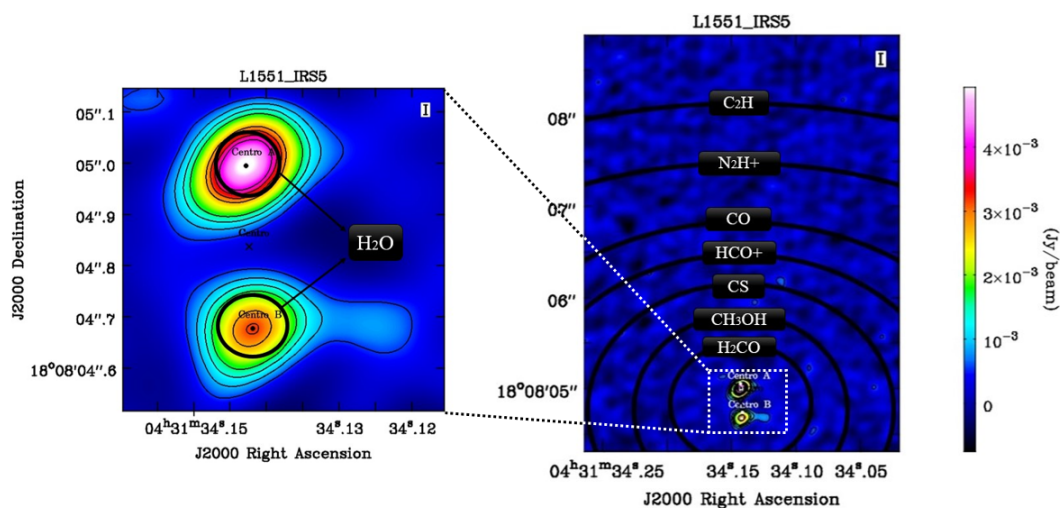 L1551_IRS5
I
05".1
05".0
04".9
04".8
04".7
18°08'04".6
J2000 Declination
Centro A
Centro
Centro B
H2O
04ʰ31ᵐ34ˢ.15
34ˢ.13
34ˢ.12
J2000 Right Ascension
L1551_IRS5
I
08"
07"
06"
18°08'05"
C2H
N2H+
CO
HCO+
CS
CH3OH
H2CO
Centro A
Centro B
04ʰ31ᵐ34ˢ.25
34ˢ.15
34ˢ.10
34ˢ.05
J2000 Right Ascension
4×10⁻³
3×10⁻³
2×10⁻³
10⁻³
0
(Jy/beam)